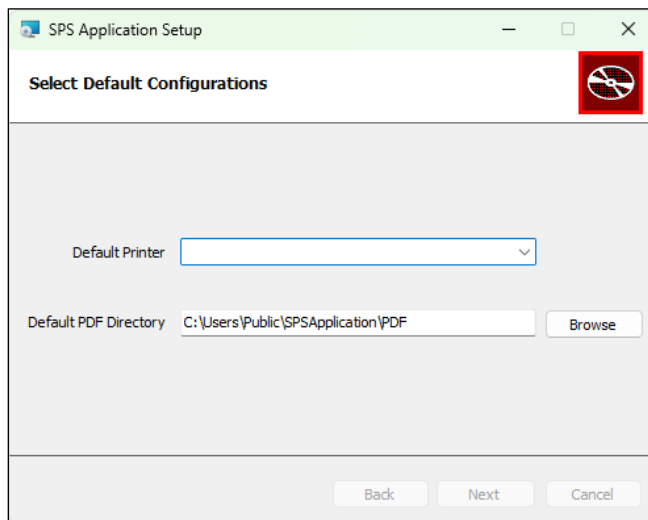 SPS Application Setup
Select Default Configurations
Default Printer
Default PDF Directory C:\Users\Public\SPSApplication\PDF Browse
Back Next Cancel